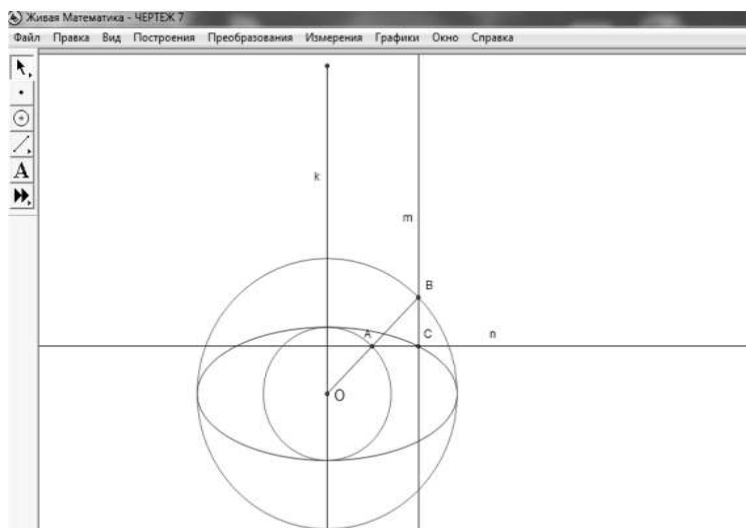 Живая Математика - ЧЕРТЕЖ 7
Файл Правка Вид Построения Преобразования Измерения Графики Окно Справка
A
k
m
B
A
C
n
O